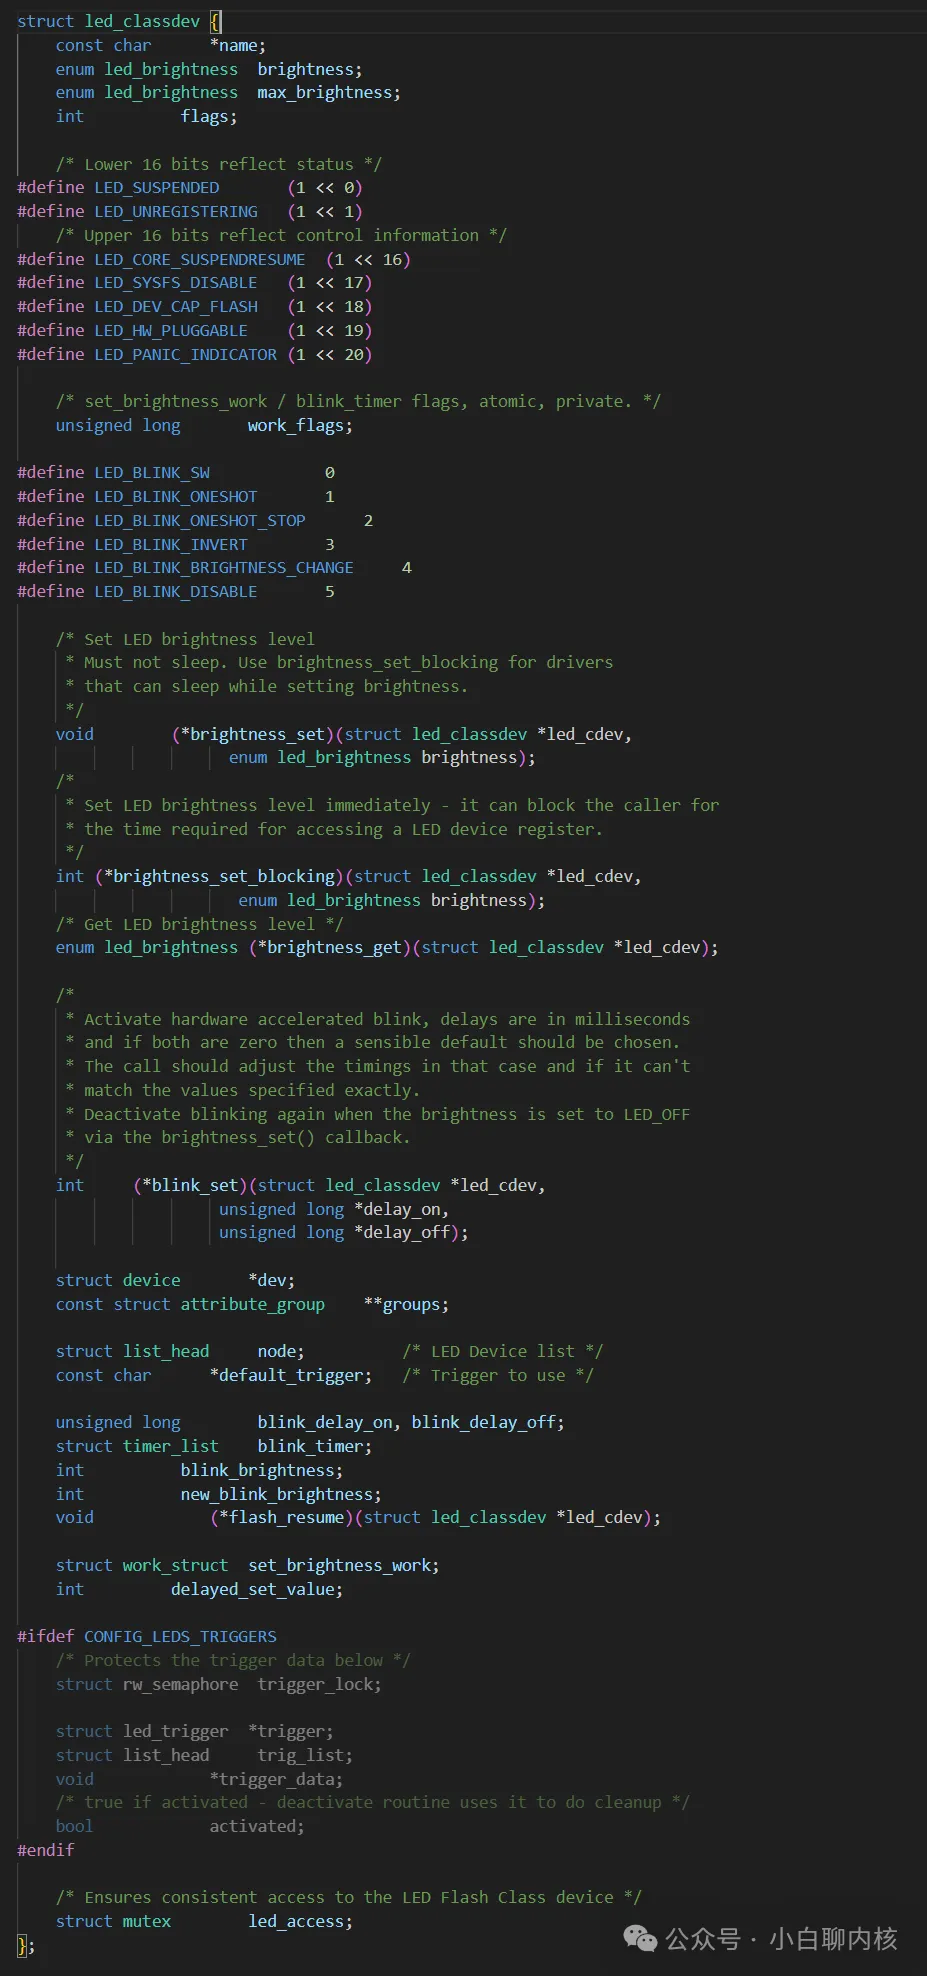 struct led_classdev {
    const char      *name;
    enum led_brightness  brightness;
    enum led_brightness  max_brightness;
    int          flags;
    /* Lower 16 bits reflect status */
#define LED_SUSPENDED       (1 << 0)
#define LED_UNREGISTERING   (1 << 1)
    /* Upper 16 bits reflect control information */
#define LED_CORE_SUSPENDRESUME  (1 << 16)
#define LED_SYSFS_DISABLE   (1 << 17)
#define LED_DEV_CAP_FLASH   (1 << 18)
#define LED_HW_PLUGGABLE    (1 << 19)
#define LED_PANIC_INDICATOR (1 << 20)
    /* set_brightness_work / blink_timer flags, atomic, private. */
    unsigned long       work_flags;
#define LED_BLINK_SW            0
#define LED_BLINK_ONESHOT       1
#define LED_BLINK_ONESHOT_STOP      2
#define LED_BLINK_INVERT        3
#define LED_BLINK_BRIGHTNESS_CHANGE     4
#define LED_BLINK_DISABLE       5
    /* Set LED brightness level
     * Must not sleep. Use brightness_set_blocking for drivers
     * that can sleep while setting brightness.
     */
    void        (*brightness_set)(struct led_classdev *led_cdev,
                      enum led_brightness brightness);
    /*
     * Set LED brightness level immediately - it can block the caller for
     * the time required for accessing a LED device register.
     */
    int (*brightness_set_blocking)(struct led_classdev *led_cdev,
                       enum led_brightness brightness);
    /* Get LED brightness level */
    enum led_brightness (*brightness_get)(struct led_classdev *led_cdev);
    /*
     * Activate hardware accelerated blink, delays are in milliseconds
     * and if both are zero then a sensible default should be chosen.
     * The call should adjust the timings in that case and if it can't
     * match the values specified exactly.
     * Deactivate blinking again when the brightness is set to LED_OFF
     * via the brightness_set() callback.
     */
    int     (*blink_set)(struct led_classdev *led_cdev,
                     unsigned long *delay_on,
                     unsigned long *delay_off);
    struct device       *dev;
    const struct attribute_group    **groups;
    struct list_head     node;          /* LED Device list */
    const char      *default_trigger;   /* Trigger to use */
    unsigned long        blink_delay_on, blink_delay_off;
    struct timer_list    blink_timer;
    int          blink_brightness;
    int          new_blink_brightness;
    void            (*flash_resume)(struct led_classdev *led_cdev);
    struct work_struct  set_brightness_work;
    int         delayed_set_value;
#ifdef CONFIG_LEDS_TRIGGERS
    /* Protects the trigger data below */
    struct rw_semaphore  trigger_lock;
    struct led_trigger  *trigger;
    struct list_head     trig_list;
    void            *trigger_data;
    /* true if activated - deactivate routine uses it to do cleanup */
    bool            activated;
#endif
    /* Ensures consistent access to the LED Flash Class device */
    struct mutex        led_access;
};
公众号 · 小白聊内核